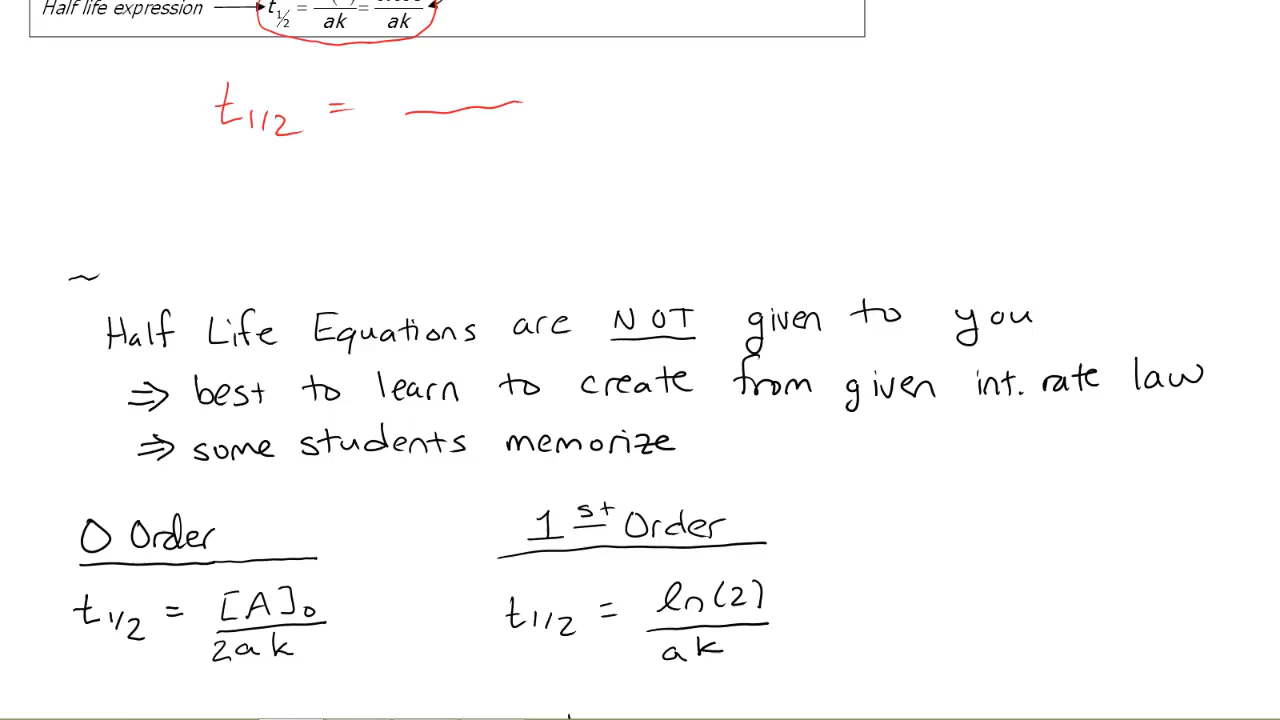 Half life expression t½ = ak = ak
t1/2 =
~
Half Life Equations are NOT given to you
⇒ best to learn to create from given int. rate law
⇒ some students memorize
0 Order 1st Order
t1/2 = [A]0 / 2ak t1/2 = ln(2) / ak